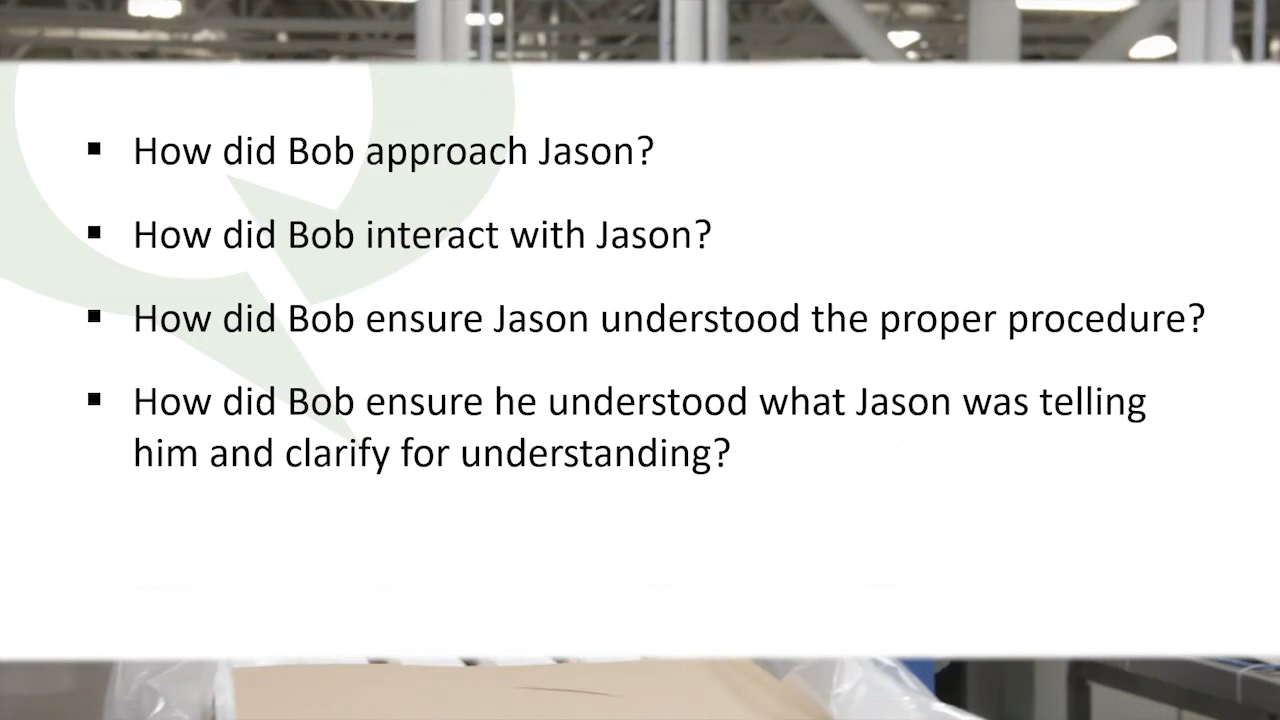 ▪ How did Bob approach Jason?
▪ How did Bob interact with Jason?
▪ How did Bob ensure Jason understood the proper procedure?
▪ How did Bob ensure he understood what Jason was telling
him and clarify for understanding?